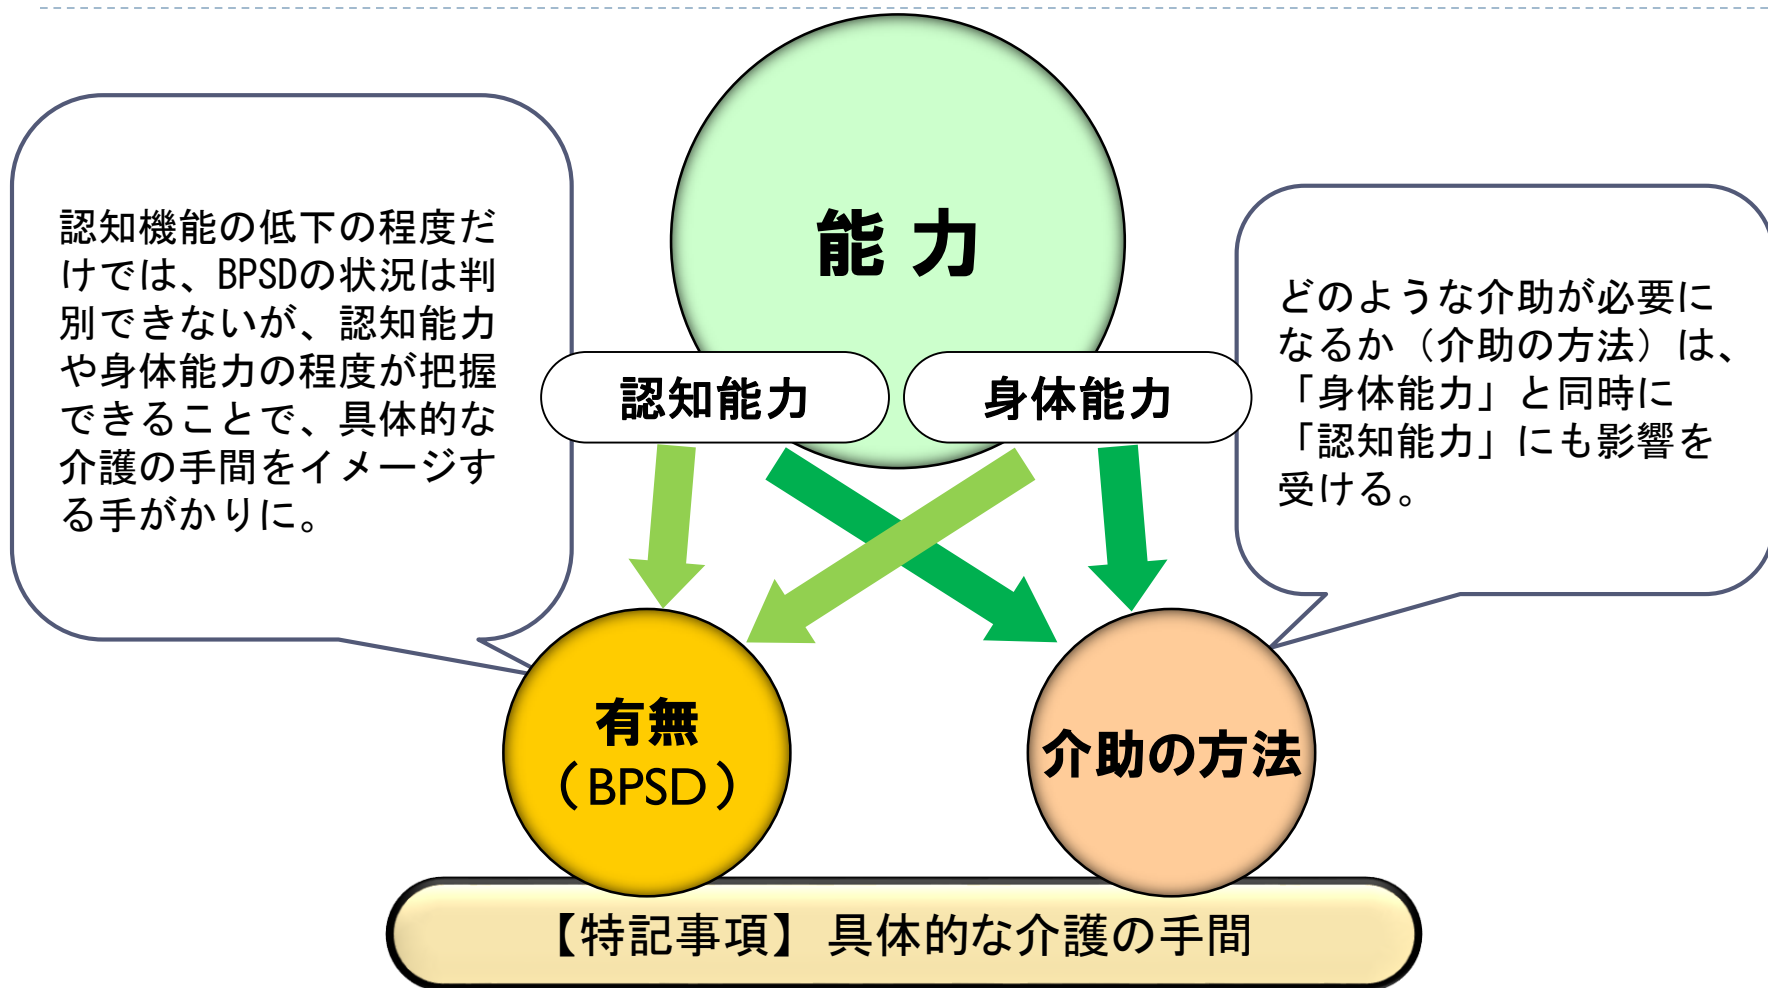 能 力
認知機能の低下の程度だ
けでは、BPSDの状況は判
別できないが、認知能力
や身体能力の程度が把握
できることで、具体的な
介護の手間をイメージす
る手がかりに。
どのような介助が必要に
なるか（介助の方法）は、
「身体能力」と同時に
「認知能力」にも影響を
受ける。
認知能力
身体能力
有無
（BPSD）
介助の方法
【特記事項】 具体的な介護の手間